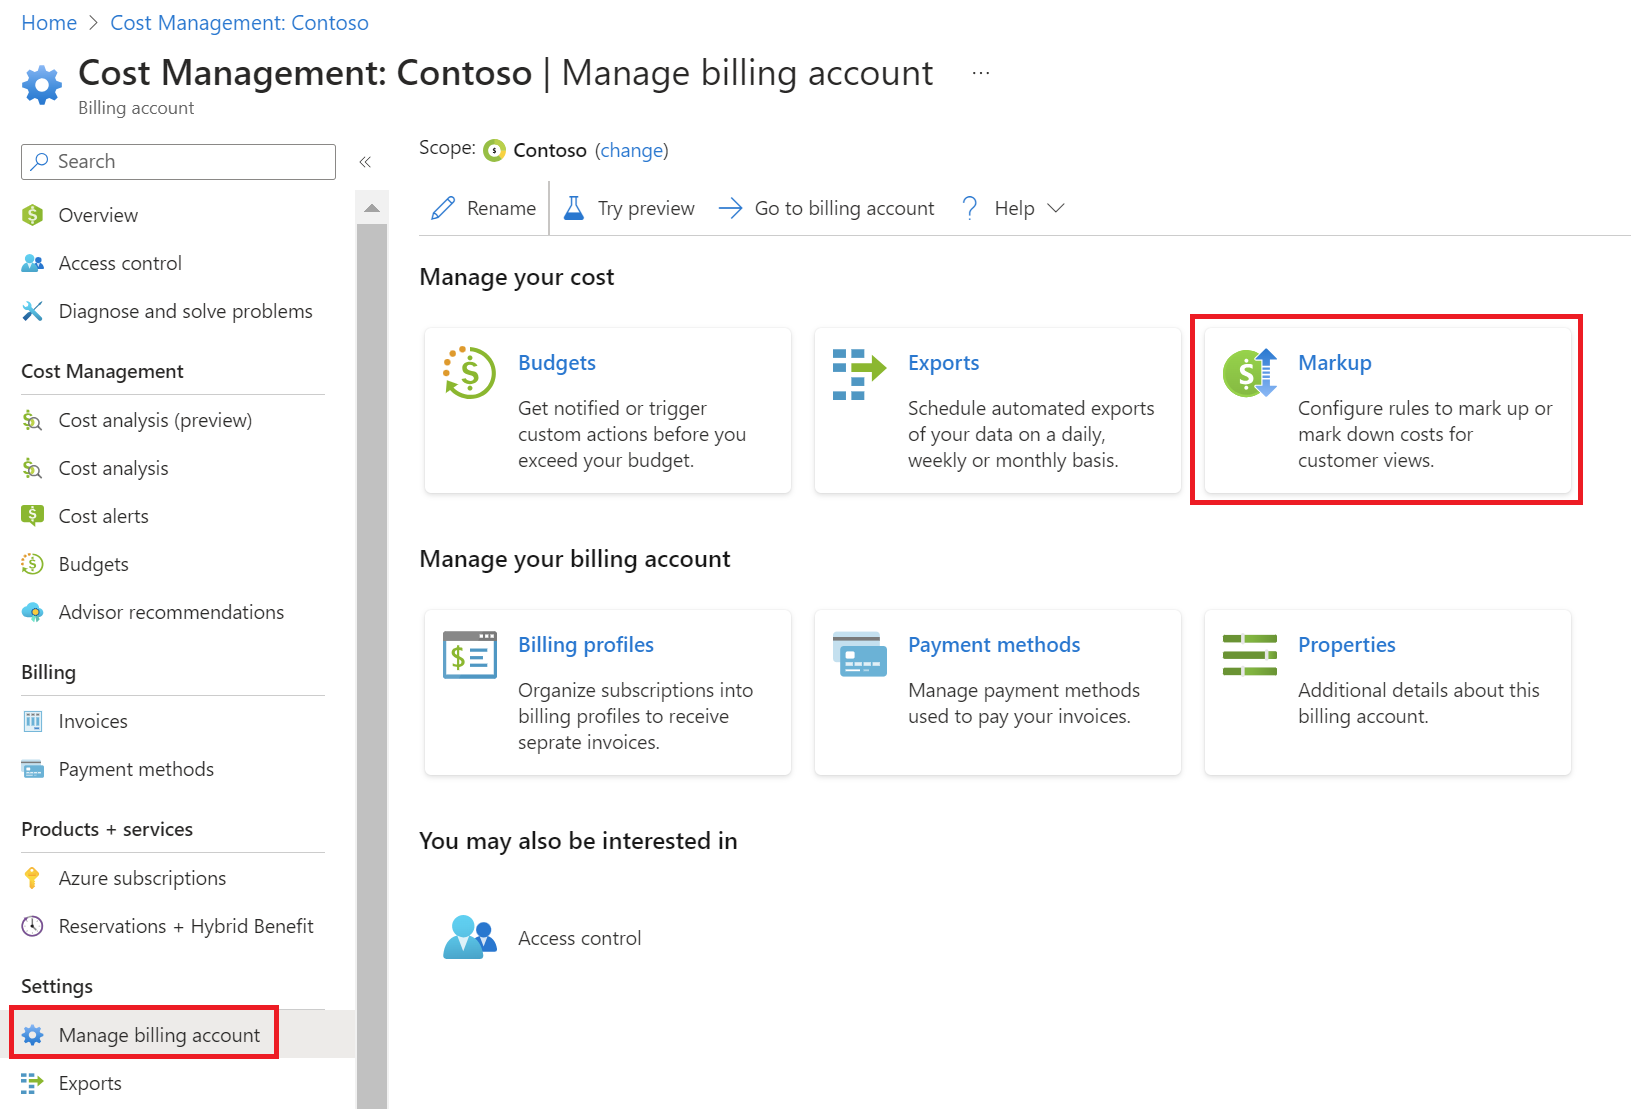 Home > Cost Management: Contoso
Cost Management: Contoso | Manage billing account ...
Billing account
Search «
Overview
Access control
Diagnose and solve problems
Cost Management
Cost analysis (preview)
Cost analysis
Cost alerts
Budgets
Advisor recommendations
Billing
Invoices
Payment methods
Products + services
Azure subscriptions
Reservations + Hybrid Benefit
Settings
Manage billing account
Exports
Scope: Contoso (change)
Rename Try preview Go to billing account ? Help
Manage your cost
Budgets
Get notified or trigger
custom actions before you
exceed your budget.
Exports
Schedule automated exports
of your data on a daily,
weekly or monthly basis.
Markup
Configure rules to mark up or
mark down costs for
customer views.
Manage your billing account
Billing profiles
Organize subscriptions into
billing profiles to receive
seprate invoices.
Payment methods
Manage payment methods
used to pay your invoices.
Properties
Additional details about this
billing account.
You may also be interested in
Access control